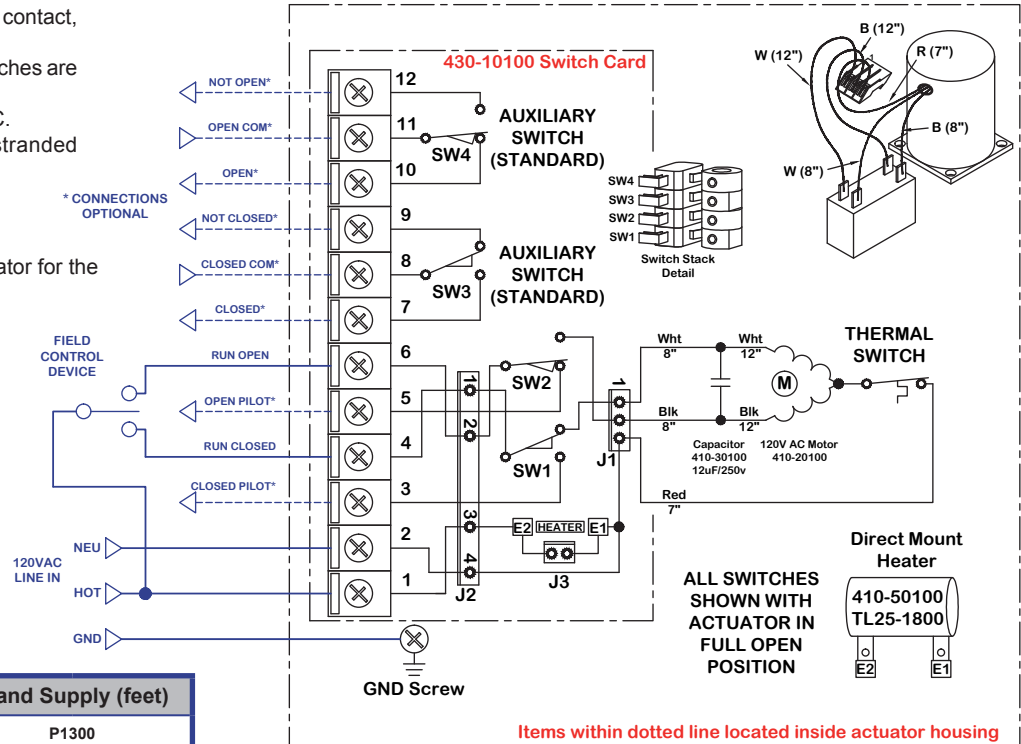 contact,
ches are
C.
stranded
ator for the
430-10100 Switch Card
NOT OPEN*
12
OPEN COM*
11
SW4
AUXILIARY
SWITCH
(STANDARD)
OPEN*
10
* CONNECTIONS
OPTIONAL
NOT CLOSED*
9
CLOSED COM*
8
SW3
AUXILIARY
SWITCH
(STANDARD)
CLOSED*
7
SW4
SW3
SW2
SW1
Switch Stack
Detail
B (12")
W (12")
R (7")
1
B (8")
W (8")
FIELD
CONTROL
DEVICE
RUN OPEN
6
OPEN PILOT*
5
RUN CLOSED
4
CLOSED PILOT*
3
NEU
2
120VAC
LINE IN
HOT
1
GND
GND Screw
1
2
3
4
J2
SW2
SW1
1
J1
E2
HEATER
E1
J3
Wht
8"
Wht
12"
THERMAL
SWITCH
M
Blk
8"
Blk
12"
Capacitor
410-30100
12uF/250v
120V AC Motor
410-20100
Red
7"
ALL SWITCHES
SHOWN WITH
ACTUATOR IN
FULL OPEN
POSITION
Direct Mount
Heater
410-50100
TL25-1800
E2
E1
and Supply (feet)
P1300
Items within dotted line located inside actuator housing